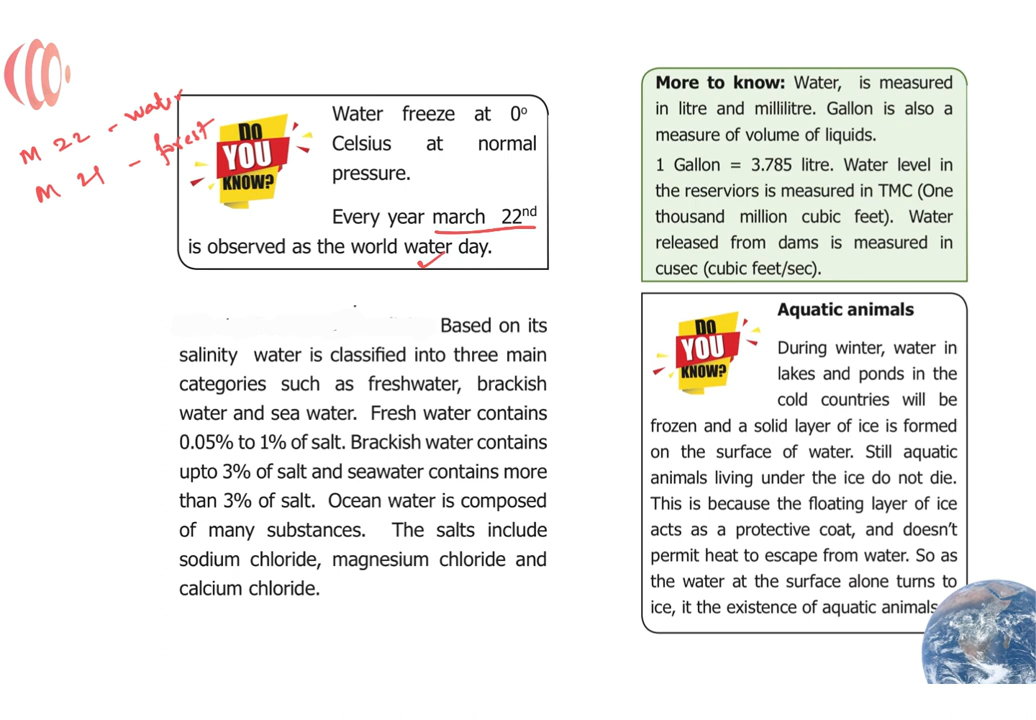 M 22 - water
M 21 - forest
DO
YOU
KNOW?
Water freeze at 0° 
Celsius at normal
pressure.
Every year march 22nd
is observed as the world water day.
Based on its
salinity water is classified into three main
categories such as freshwater, brackish
water and sea water. Fresh water contains
0.05% to 1% of salt. Brackish water contains
upto 3% of salt and seawater contains more
than 3% of salt. Ocean water is composed
of many substances. The salts include
sodium chloride, magnesium chloride and
calcium chloride.
More to know: Water, is measured
in litre and millilitre. Gallon is also a
measure of volume of liquids.
1 Gallon = 3.785 litre. Water level in
the reserviors is measured in TMC (One
thousand million cubic feet). Water
released from dams is measured in
cusec (cubic feet/sec).
DO
YOU
KNOW?
Aquatic animals
During winter, water in
lakes and ponds in the
cold countries will be
frozen and a solid layer of ice is formed
on the surface of water. Still aquatic
animals living under the ice do not die.
This is because the floating layer of ice
acts as a protective coat, and doesn't
permit heat to escape from water. So as
the water at the surface alone turns to
ice, it the existence of aquatic animals